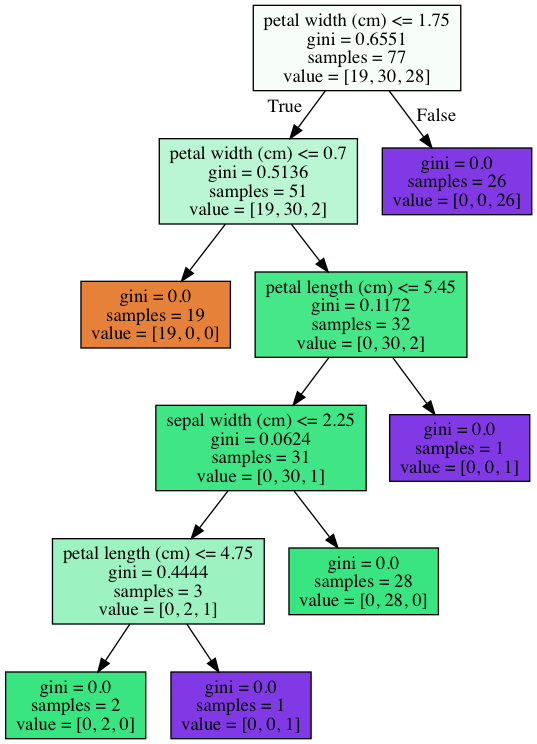 petal width (cm) <= 1.75
gini = 0.6551
samples = 77
value = [19, 30, 28]
True
False
petal width (cm) <= 0.7
gini = 0.5136
samples = 51
value = [19, 30, 2]
gini = 0.0
samples = 26
value = [0, 0, 26]
gini = 0.0
samples = 19
value = [19, 0, 0]
petal length (cm) <= 5.45
gini = 0.1172
samples = 32
value = [0, 30, 2]
sepal width (cm) <= 2.25
gini = 0.0624
samples = 31
value = [0, 30, 1]
gini = 0.0
samples = 1
value = [0, 0, 1]
petal length (cm) <= 4.75
gini = 0.4444
samples = 3
value = [0, 2, 1]
gini = 0.0
samples = 28
value = [0, 28, 0]
gini = 0.0
samples = 2
value = [0, 2, 0]
gini = 0.0
samples = 1
value = [0, 0, 1]